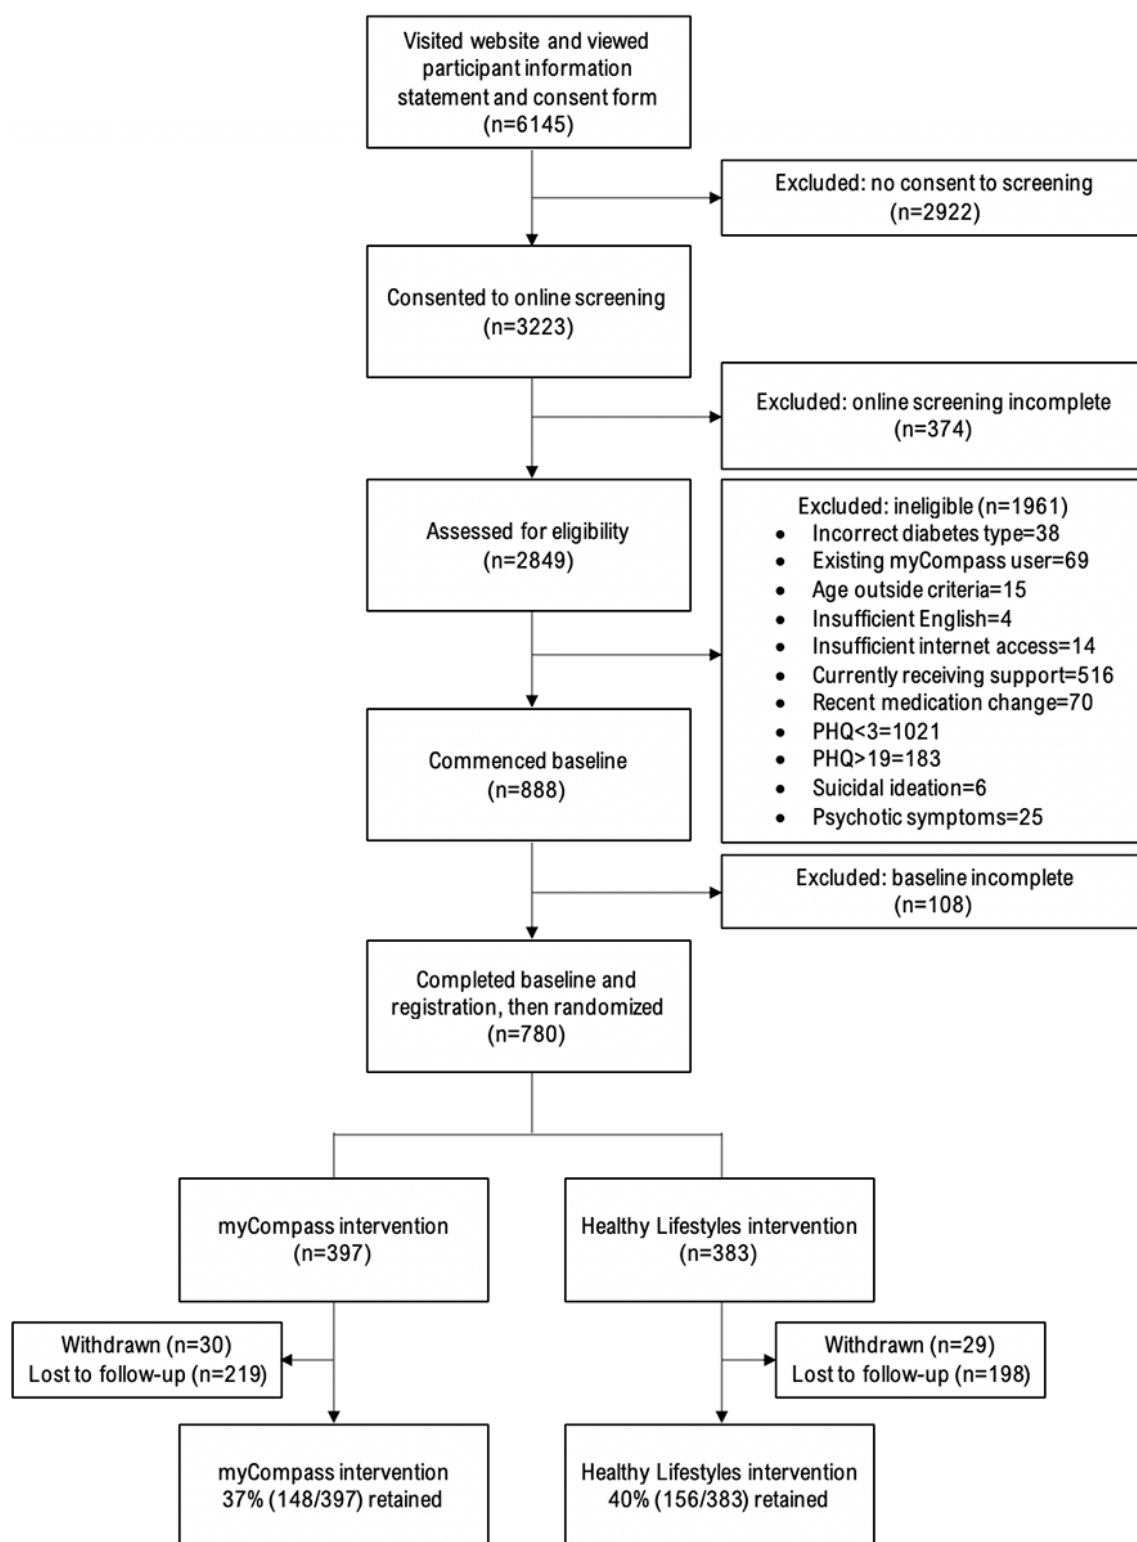 Visited website and viewed
participant information
statement and consent form
(n=6145)
Excluded: no consent to screening
(n=2922)
Consented to online screening
(n=3223)
Excluded: online screening incomplete
(n=374)
Assessed for eligibility
(n=2849)
Excluded: ineligible (n=1961)
• Incorrect diabetes type=38
• Existing myCompass user=69
• Age outside criteria=15
• Insufficient English=4
• Insufficient internet access=14
• Currently receiving support=516
• Recent medication change=70
• PHQ<3=1021
• PHQ>19=183
• Suicidal ideation=6
• Psychotic symptoms=25
Commenced baseline
(n=888)
Excluded: baseline incomplete
(n=108)
Completed baseline and
registration, then randomized
(n=780)
myCompass intervention
(n=397)
Healthy Lifestyles intervention
(n=383)
Withdrawn (n=30)
Lost to follow-up (n=219)
Withdrawn (n=29)
Lost to follow-up (n=198)
myCompass intervention
37% (148/397) retained
Healthy Lifestyles intervention
40% (156/383) retained